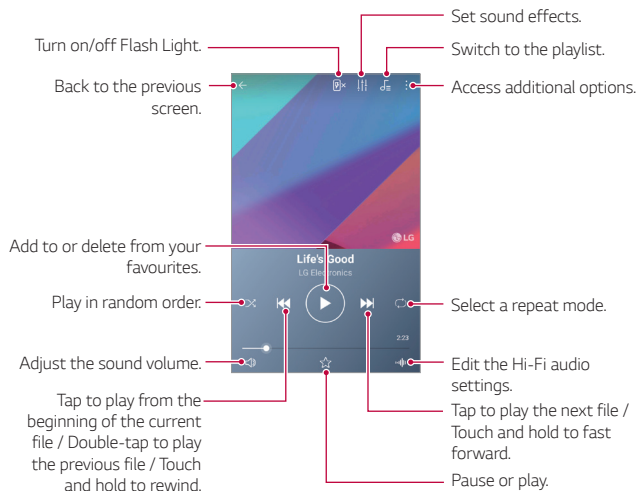 Set sound effects.
Turn on/off Flash Light.
Switch to the playlist.
Back to the previous
screen.
Access additional options.
LG
Add to or delete from your
favourites.
Life's Good
LG Electronics
Play in random order.
Select a repeat mode.
2:23
Adjust the sound volume.
Edit the Hi-Fi audio
settings.
Tap to play from the
beginning of the current
file / Double-tap to play
the previous file / Touch
and hold to rewind.
Tap to play the next file /
Touch and hold to fast
forward.
Pause or play.